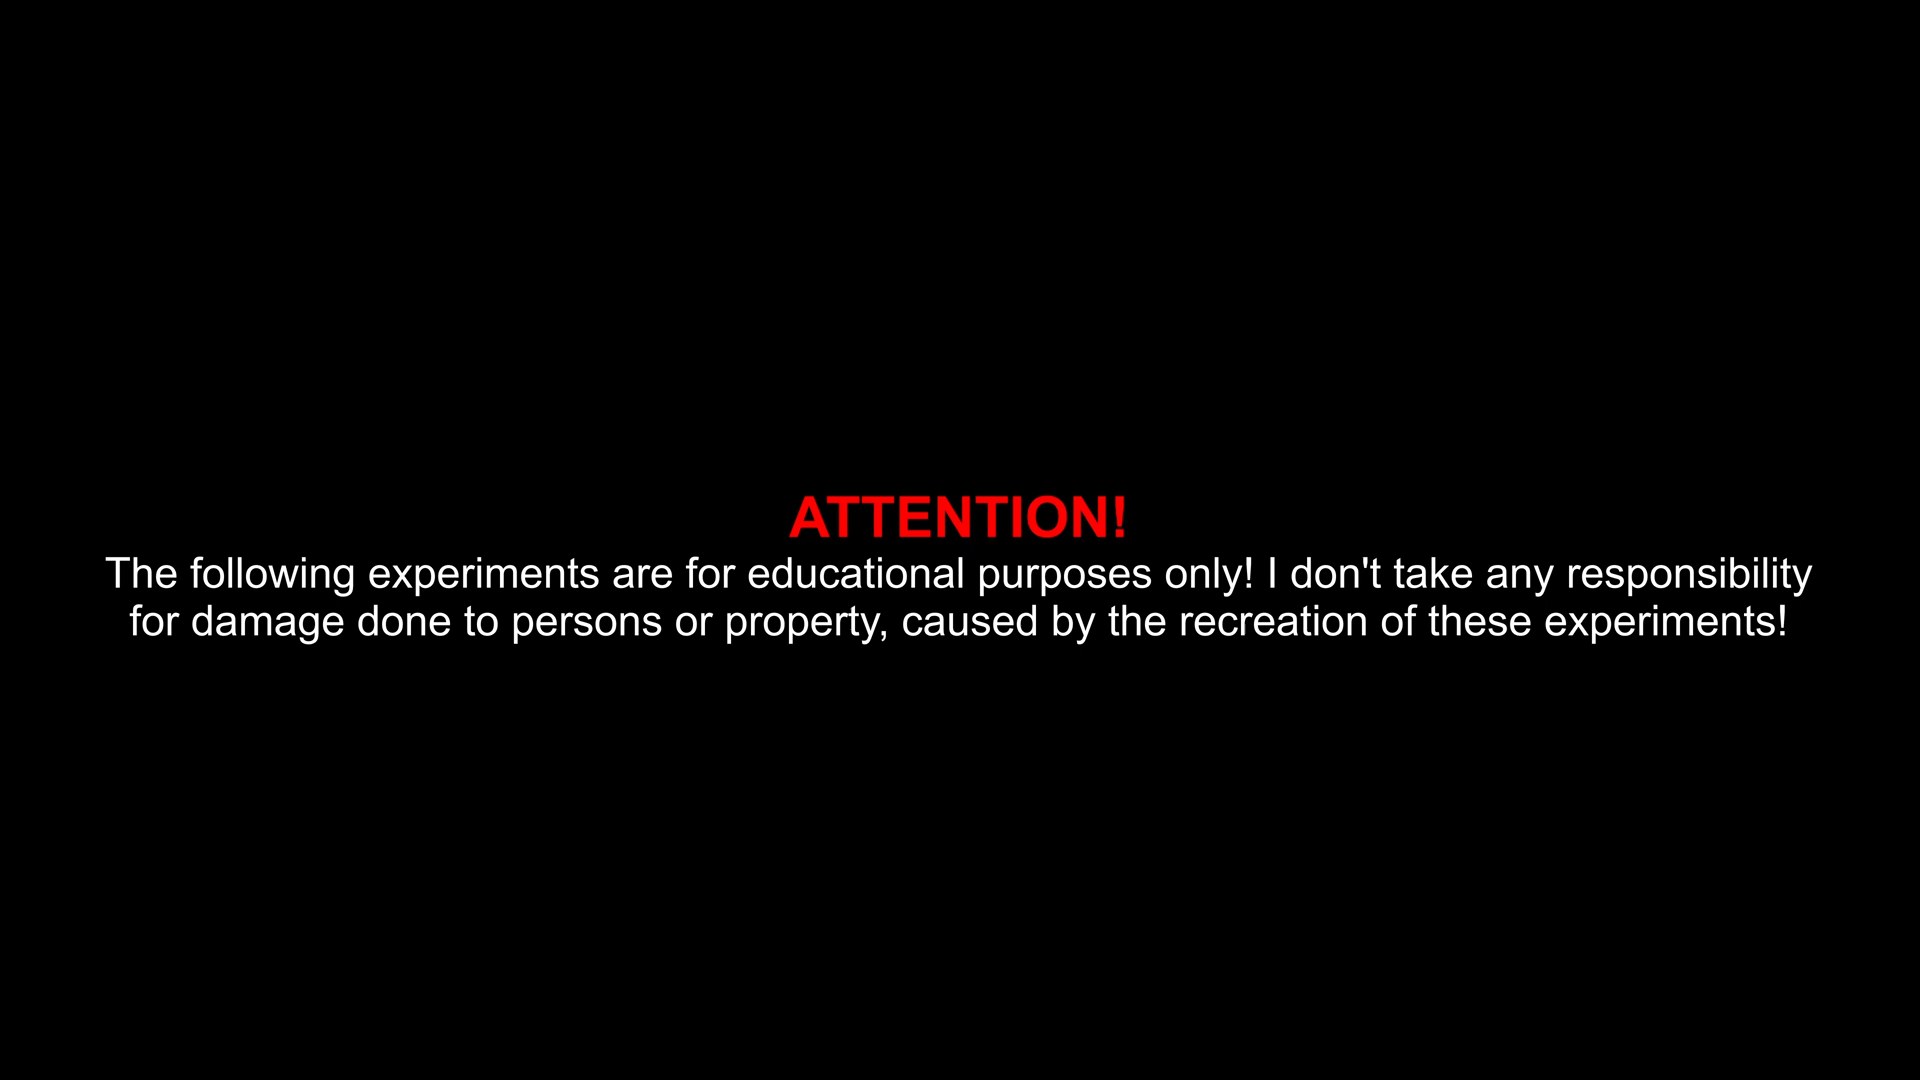 ATTENTION!
The following experiments are for educational purposes only! I don't take any responsibility
for damage done to persons or property, caused by the recreation of these experiments!